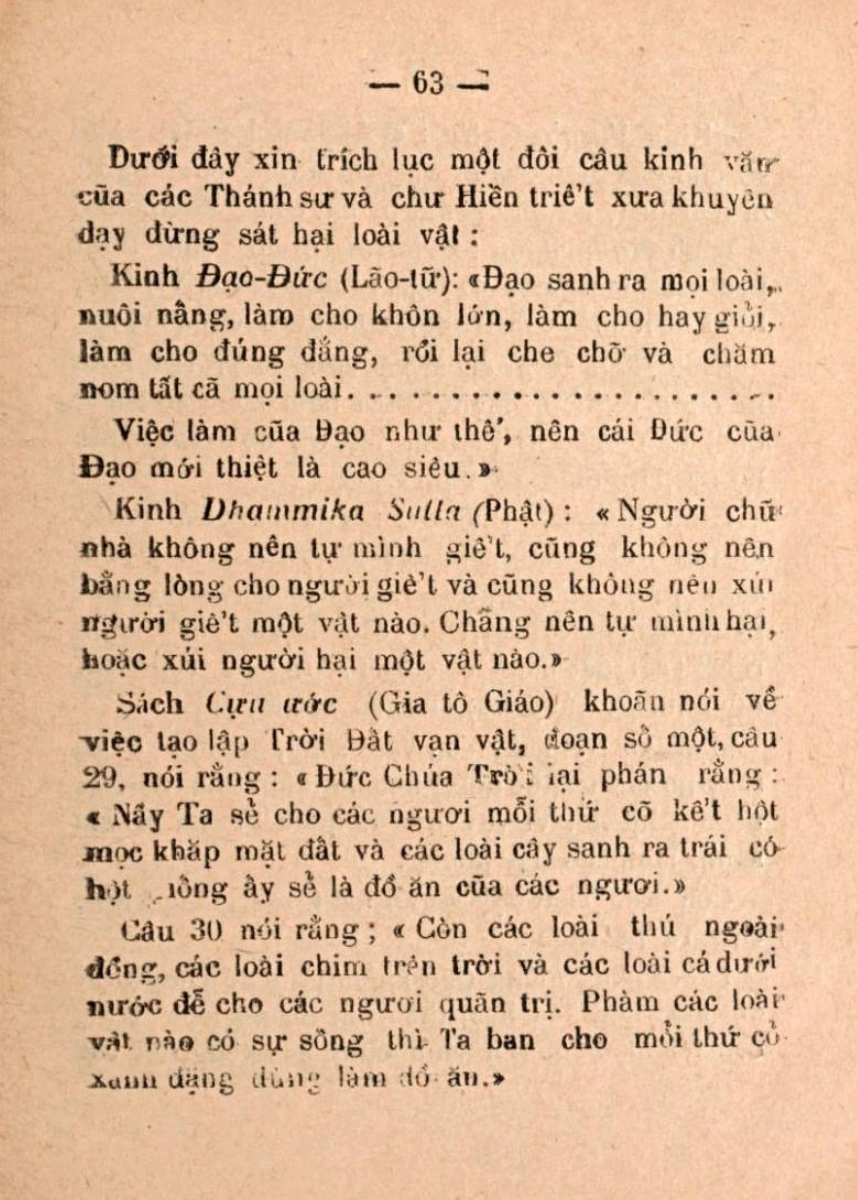 — 63 —
Dưới đây xin trích lục một đôi câu kinh văn
cũa các Thánh sư và chư Hiền triết xưa khuyên
dạy đừng sát hại loài vật :
Kinh Đạo-Đức (Lão-tữ): «Đạo sanh ra mọi loài,
nuôi nầng, làm cho khôn lớn, làm cho hay giỏi,
làm cho đúng đắng, rồi lại che chỡ và chăm
nom tất cã mọi loài. . . . . . . . . . . . . . . . . . . . . .
Việc làm cũa Đạo như thế, nên cái Đức cũa
Đạo mới thiệt là cao siêu.»
Kinh Dhammika Sutta (Phật) : « Người chũ
nhà không nên tự mình giết, cũng không nên
bằng lòng cho người giết và cũng không nên xúi
người giết một vật nào. Chẵng nên tự mình hại,
hoặc xúi người hại một vật nào.»
Sách Cựu ước (Gia tô Giáo) khoãn nói về
việc tạo lập Trời Đất vạn vật, đoạn số một, câu
29, nói rằng : « Đức Chúa Trời lại phán rằng :
« Nầy Ta sẽ cho các ngươi mỗi thứ cõ kết hột
mọc khắp mặt đất và các loài cây sanh ra trái có
hột giống ấy sẽ là đồ ăn cũa các ngươi.»
Câu 30 nói rằng ; « Còn các loài thú ngoài
đồng, các loài chim trên trời và các loài cá dưới
nước đễ cho các ngươi quãn trị. Phàm các loài
vật nào có sự sống thì Ta ban cho mỗi thứ cỏ
xanh đặng dùng làm đồ ăn.»